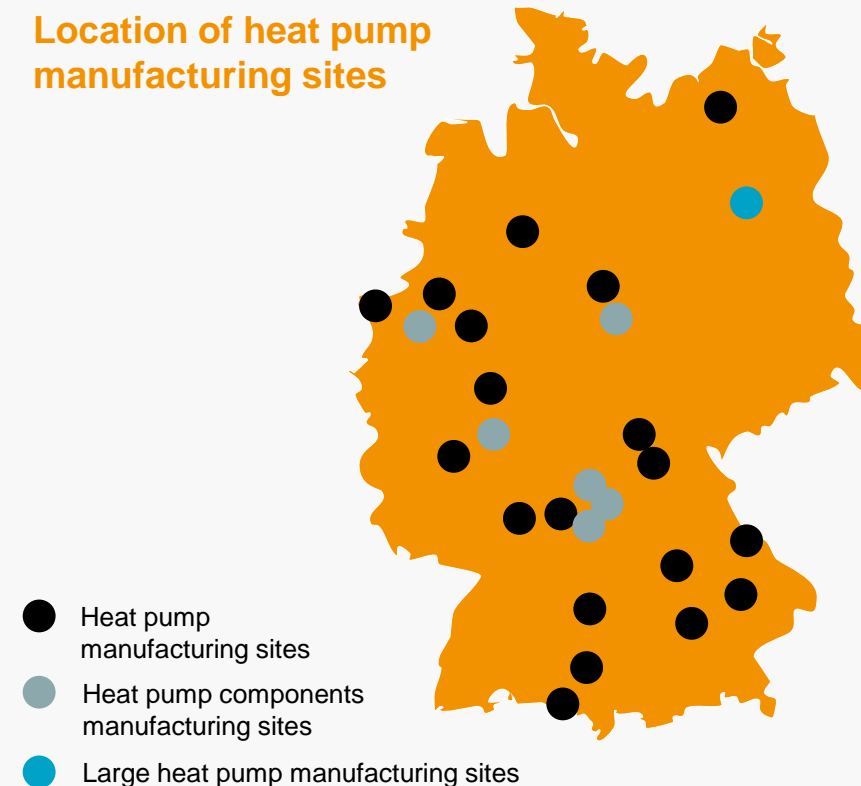 Location of heat pump
manufacturing sites
Heat pump
manufacturing sites
Heat pump components
manufacturing sites
Large heat pump manufacturing sites